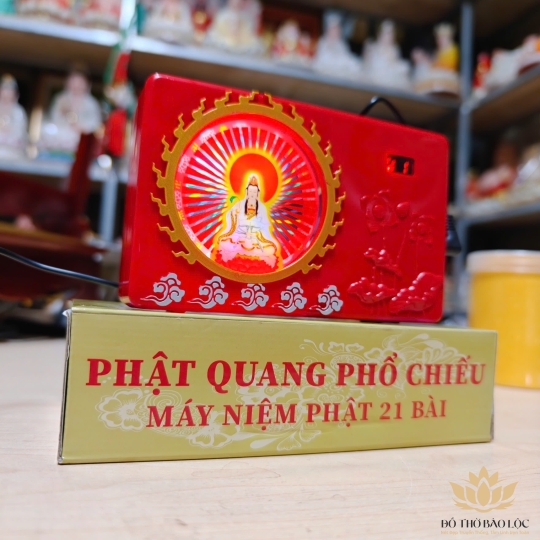 PHẬT QUANG PHỔ CHIẾU
MÁY NIỆM PHẬT 21 BÀI
ĐỒ THỜ BẢO LỘC